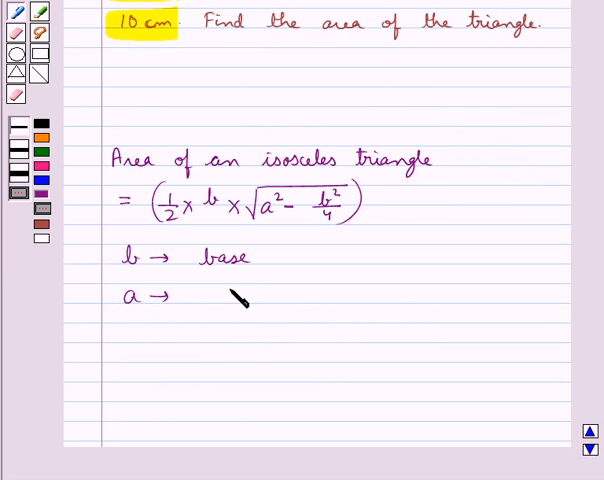 10 cm. Find the area of the triangle.
Area of an isosceles triangle
= (1/2 × b × √(a² - b²/4))
b → base
a →